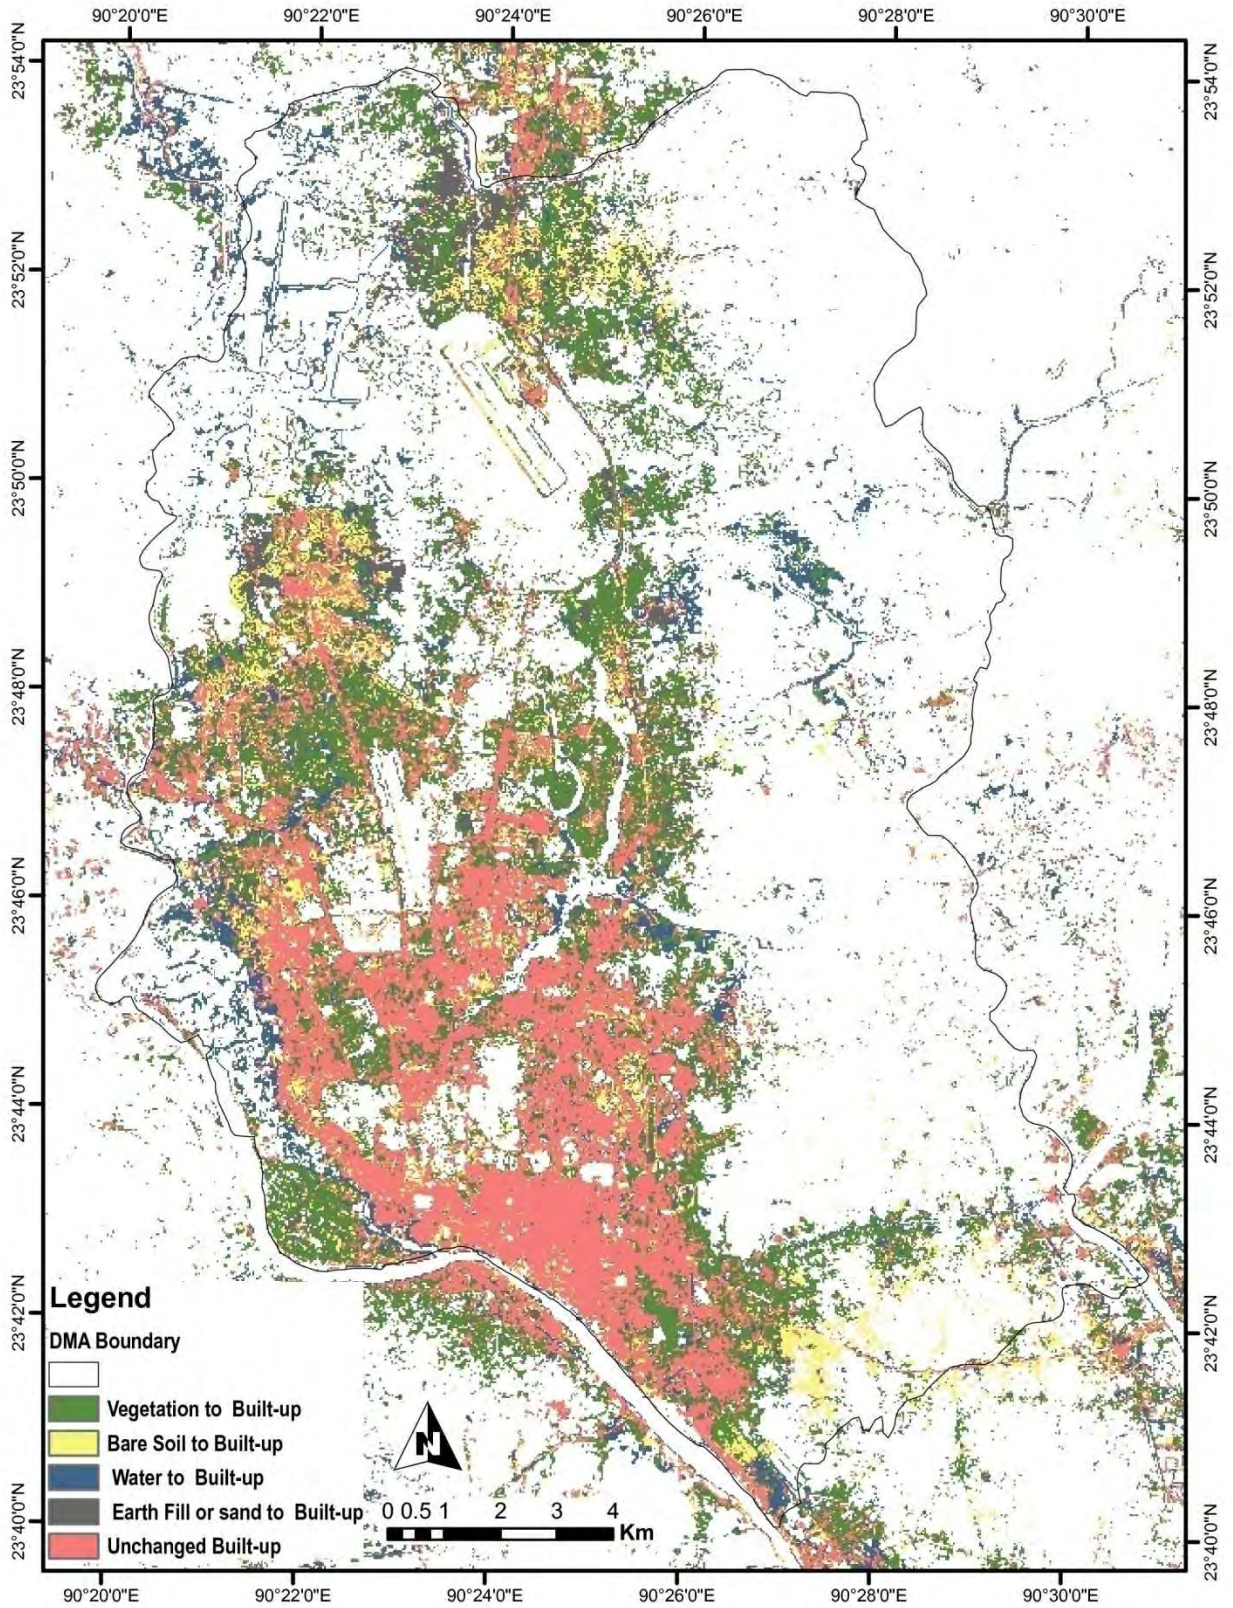 90°20'0"E 90°22'0"E 90°24'0"E 90°26'0"E 90°28'0"E 90°30'0"E
23°54'0"N 23°54'0"N
23°52'0"N 23°52'0"N
23°50'0"N 23°50'0"N
23°48'0"N 23°48'0"N
23°46'0"N 23°46'0"N
23°44'0"N 23°44'0"N
23°42'0"N 23°42'0"N
23°40'0"N 23°40'0"N
Legend
DMA Boundary
Vegetation to Built-up
Bare Soil to Built-up
Water to Built-up
Earth Fill or sand to Built-up
Unchanged Built-up
N
0 0.5 1 2 3 4
Km
90°20'0"E 90°22'0"E 90°24'0"E 90°26'0"E 90°28'0"E 90°30'0"E